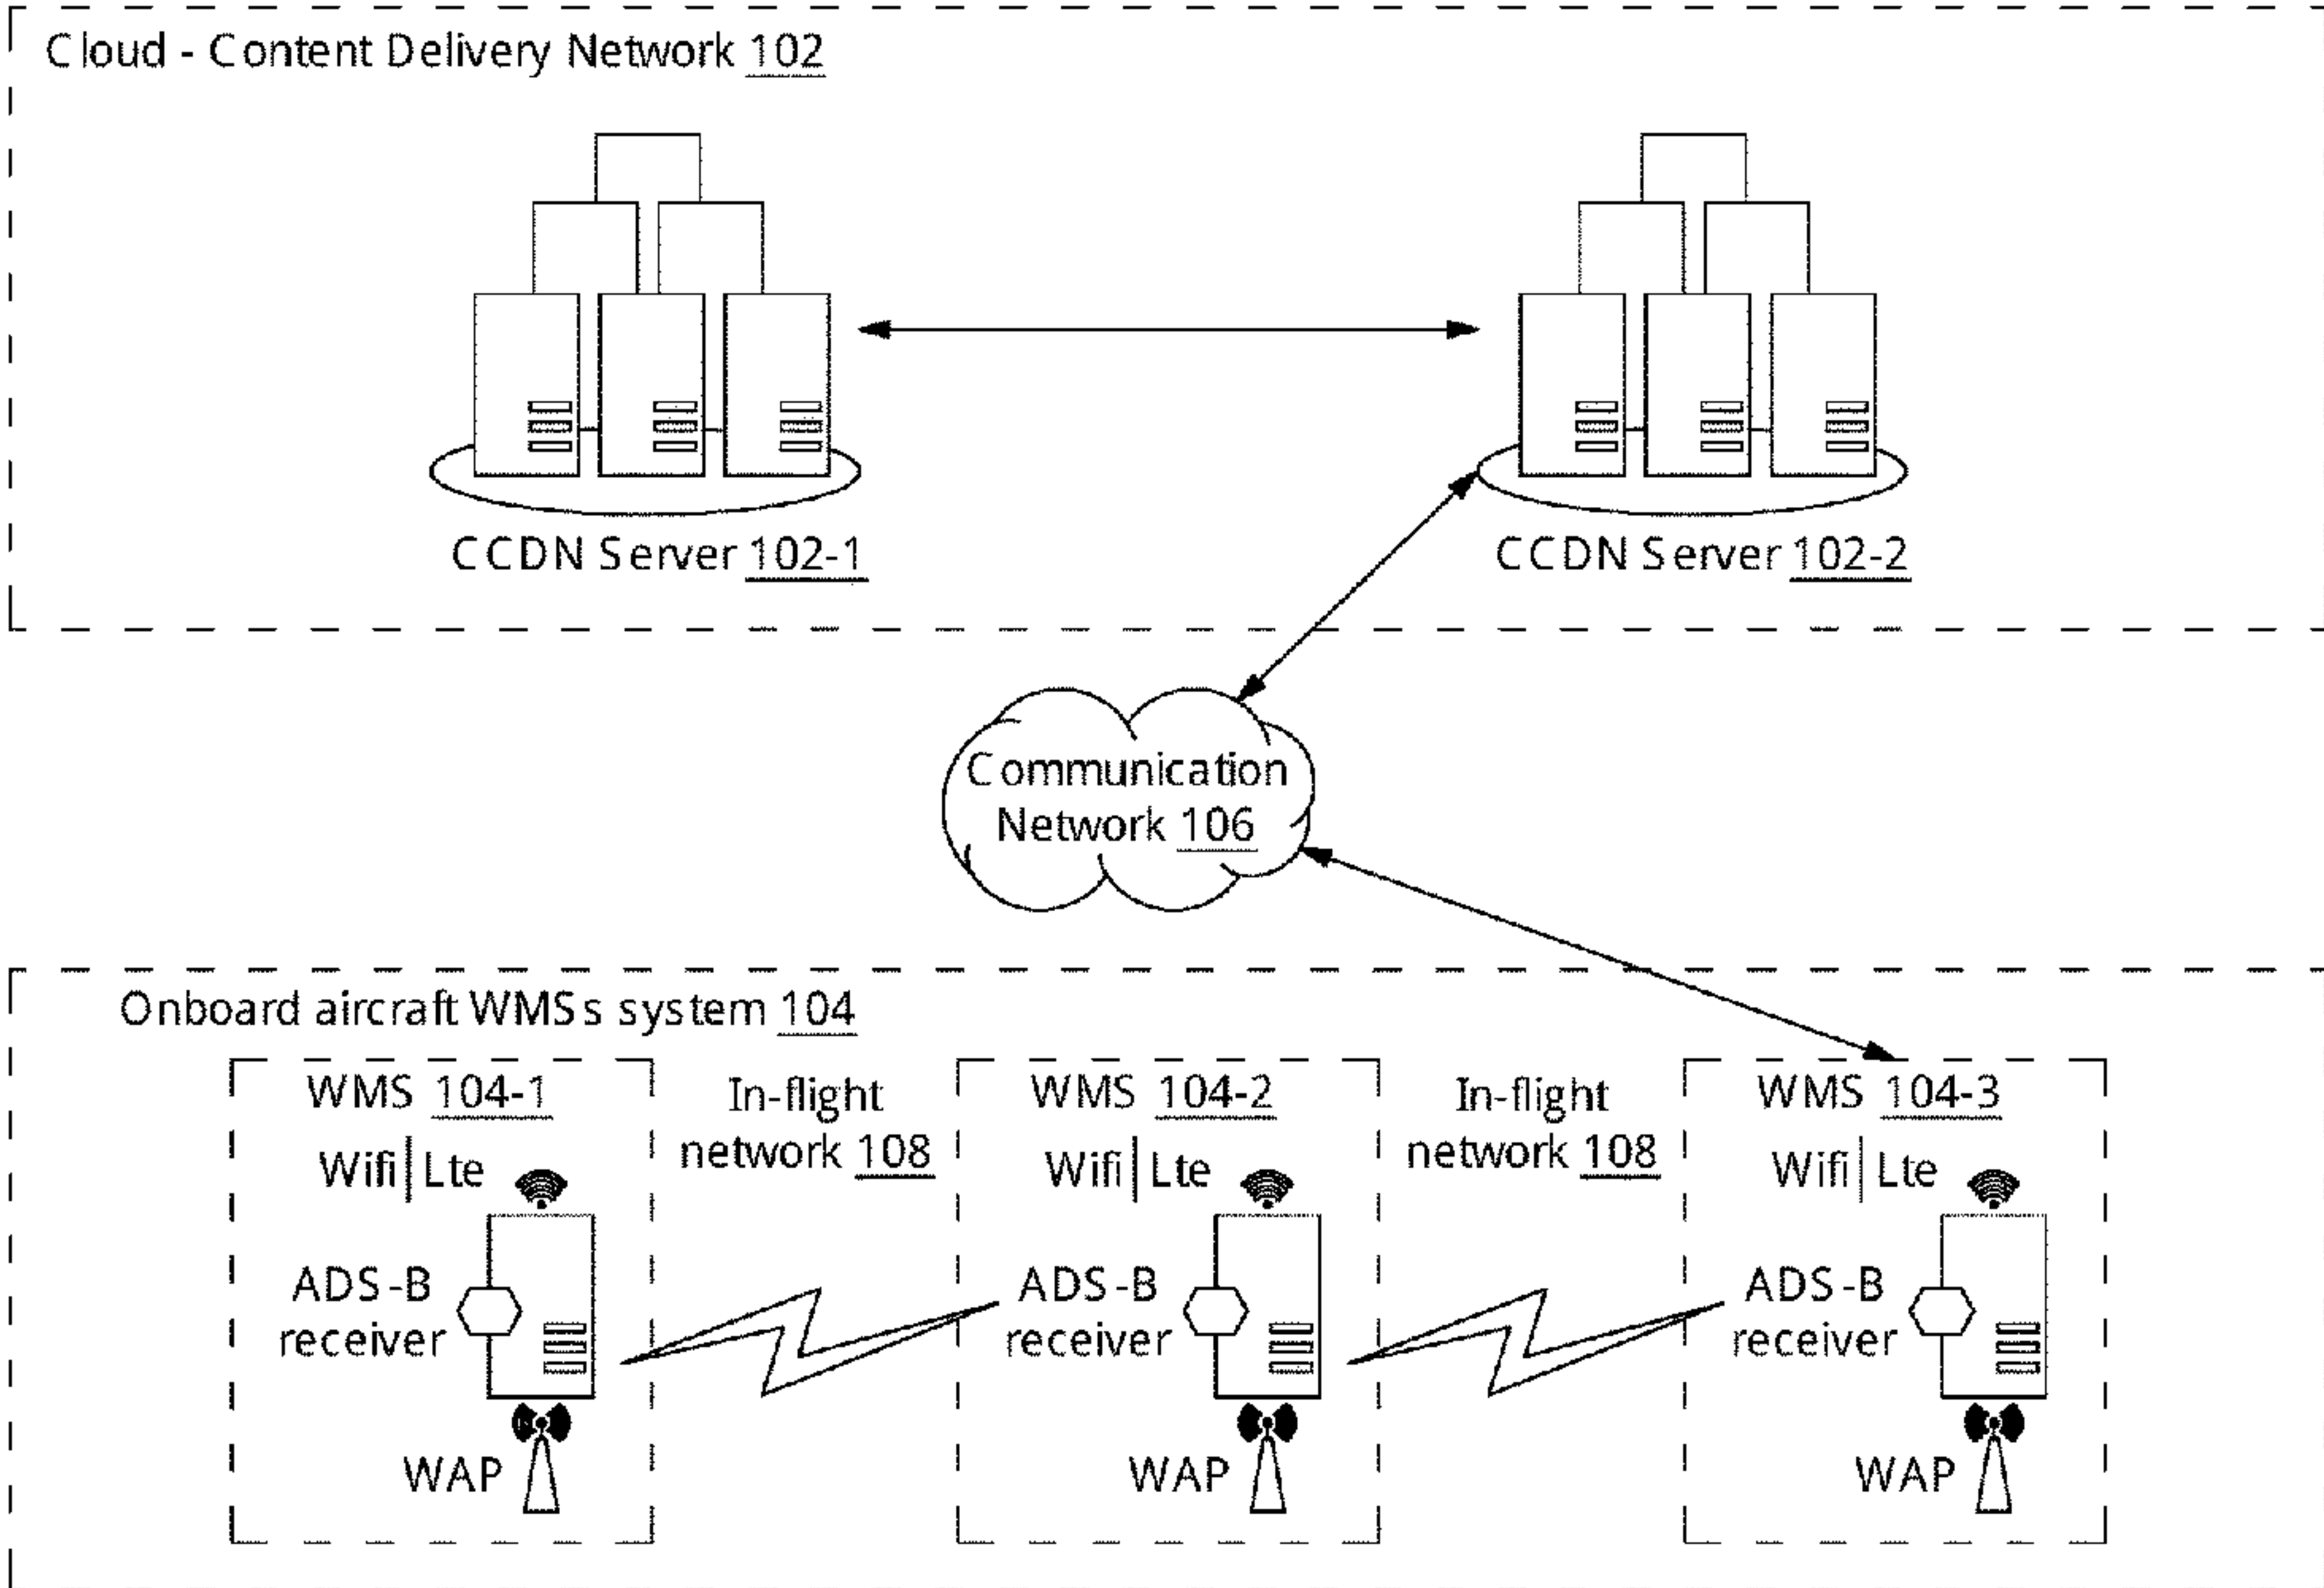 Cloud - Content Delivery Network 102
CCDN Server 102-1
CCDN Server 102-2
Communication
Network 106
Onboard aircraft WMSs system 104
WMS 104-1
Wifi|Lte
ADS-B
receiver
WAP
In-flight
network 108
WMS 104-2
Wifi|Lte
ADS-B
receiver
WAP
In-flight
network 108
WMS 104-3
Wifi|Lte
ADS-B
receiver
WAP